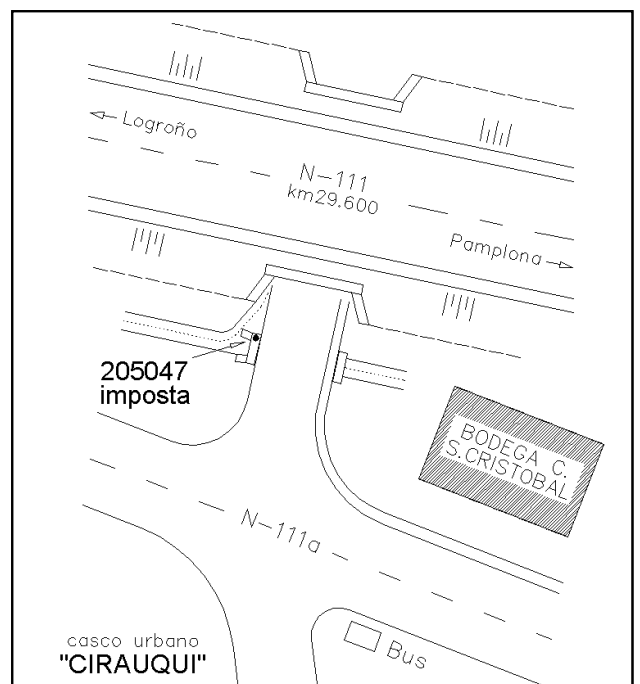 Logroño
N-111
km29.600
Pamplona
205047
imposta
BODEGA C.
S.CRISTOBAL
N-111a
casco urbano
"CIRAUQUI"
Bus